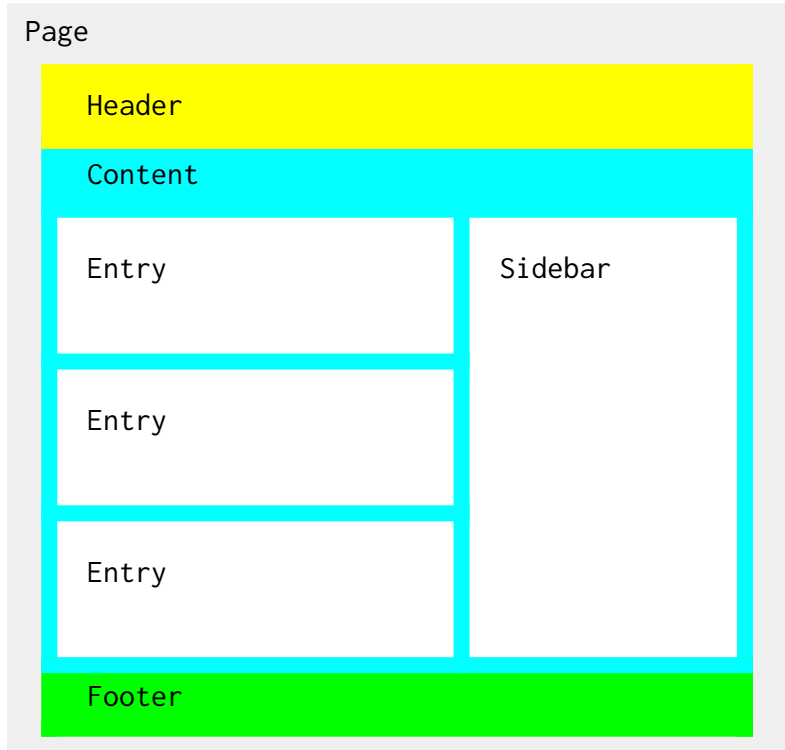 Page
Header
Content
Entry
Sidebar
Entry
Entry
Footer